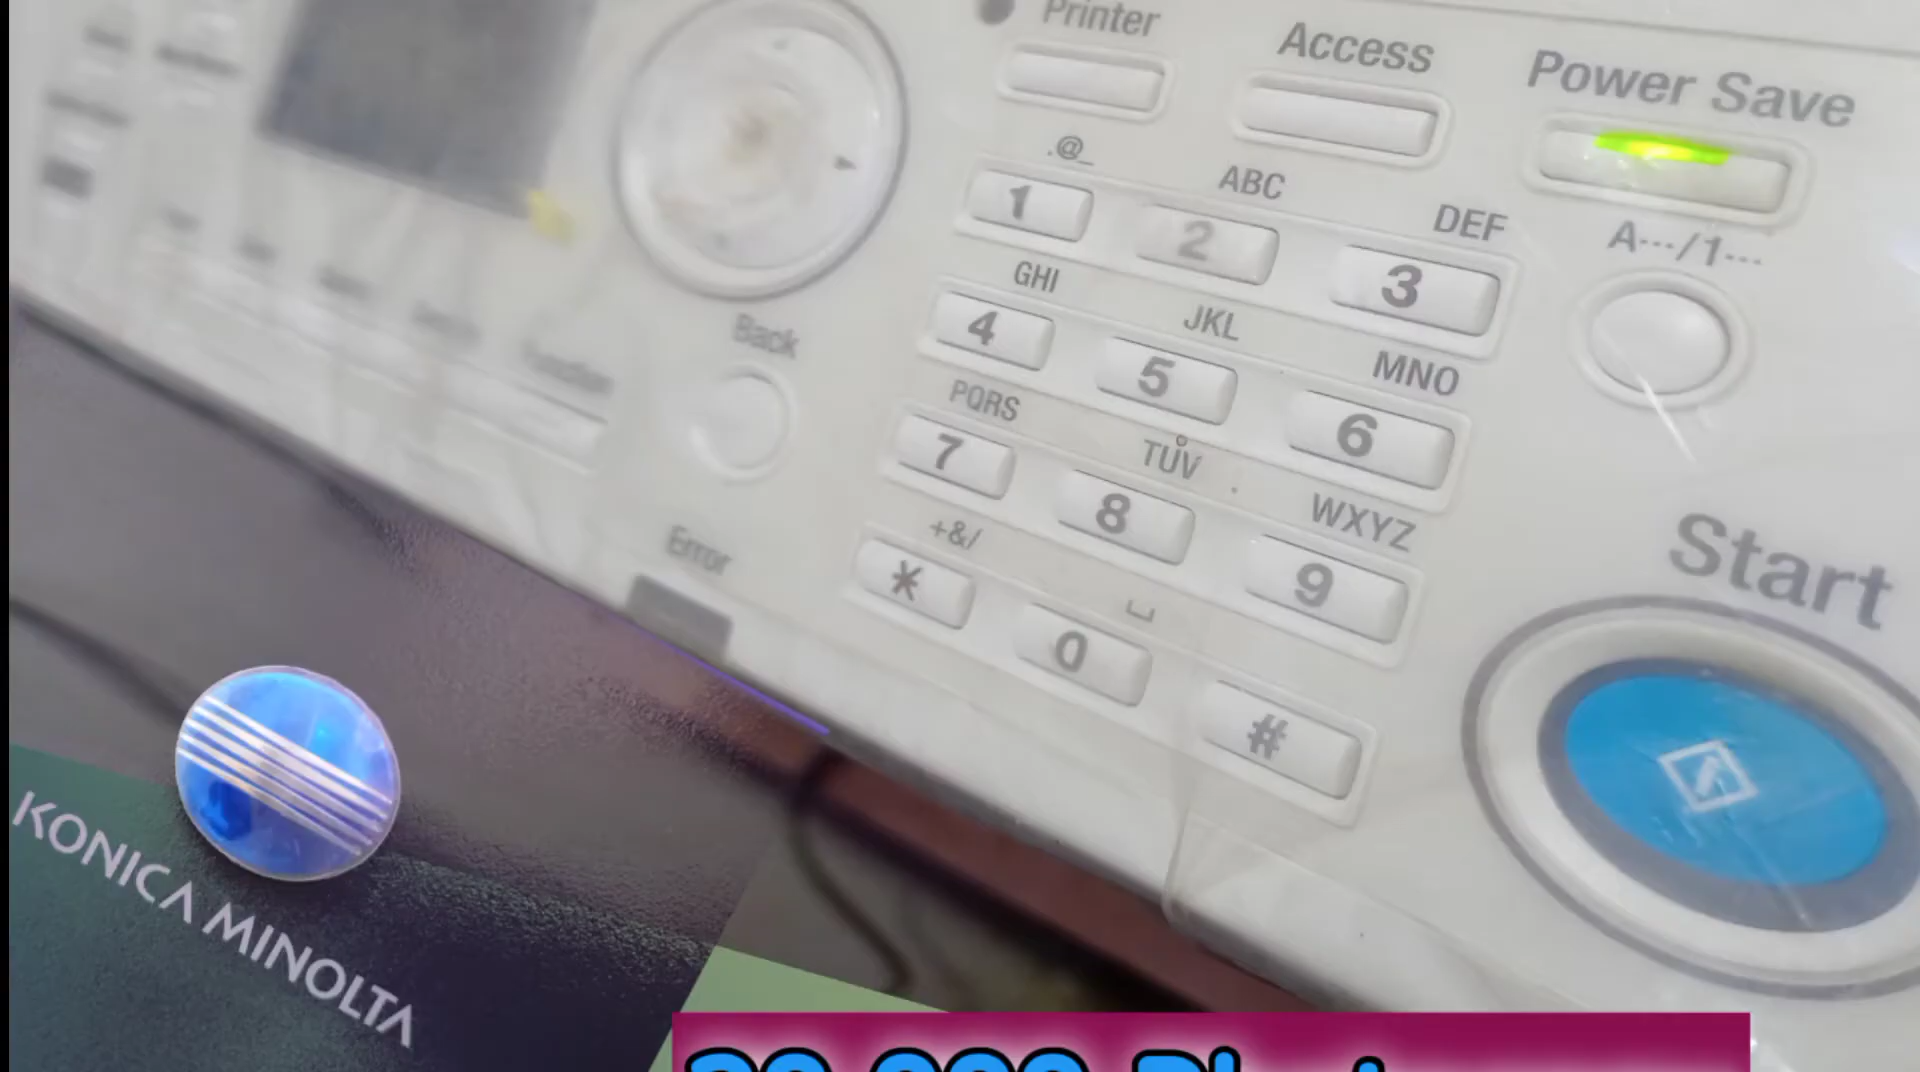 Printer
Access
Power Save
.@_
ABC
DEF
A···/1···
1
2
3
GHI
JKL
MNO
4
5
6
PQRS
TUV
WXYZ
7
8
9
+&/
*
0
#
Back
Function
Error
Start
KONICA MINOLTA